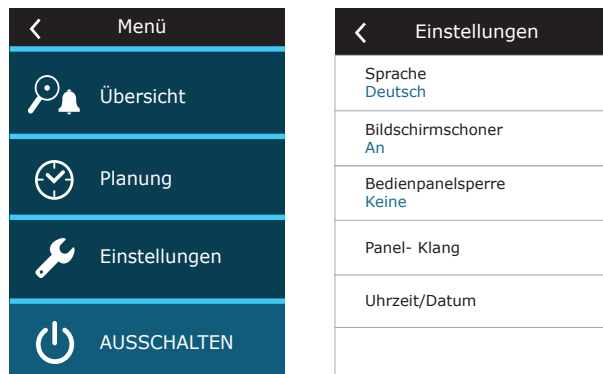 Menü
Übersicht
Planung
Einstellungen
AUSSCHALTEN
Einstellungen
Sprache
Deutsch
Bildschirmschoner
An
Bedienpanelsperre
Keine
Panel- Klang
Uhrzeit/Datum